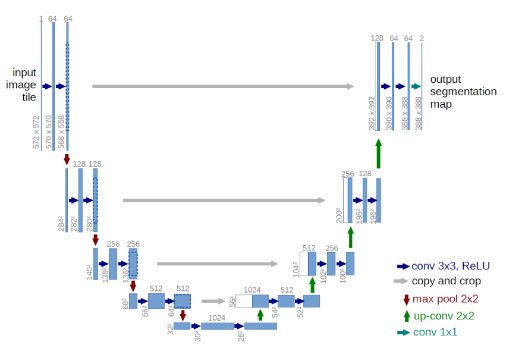 1 64 64
128 64 64 2
input
image
tile
output
segmentation
map
572 x 572
570 x 570
568 x 568
392 x 392
390 x 390
388 x 388
388 x 388
128 128
256 128
284²
282²
280²
200²
198²
196²
256 256
512 256
140²
138²
136²
104²
102²
100²
512 512
1024 512
68²
66²
64²
56²
54²
52²
1024
32²
30²
28²
conv 3x3, ReLU
copy and crop
max pool 2x2
up-conv 2x2
conv 1x1